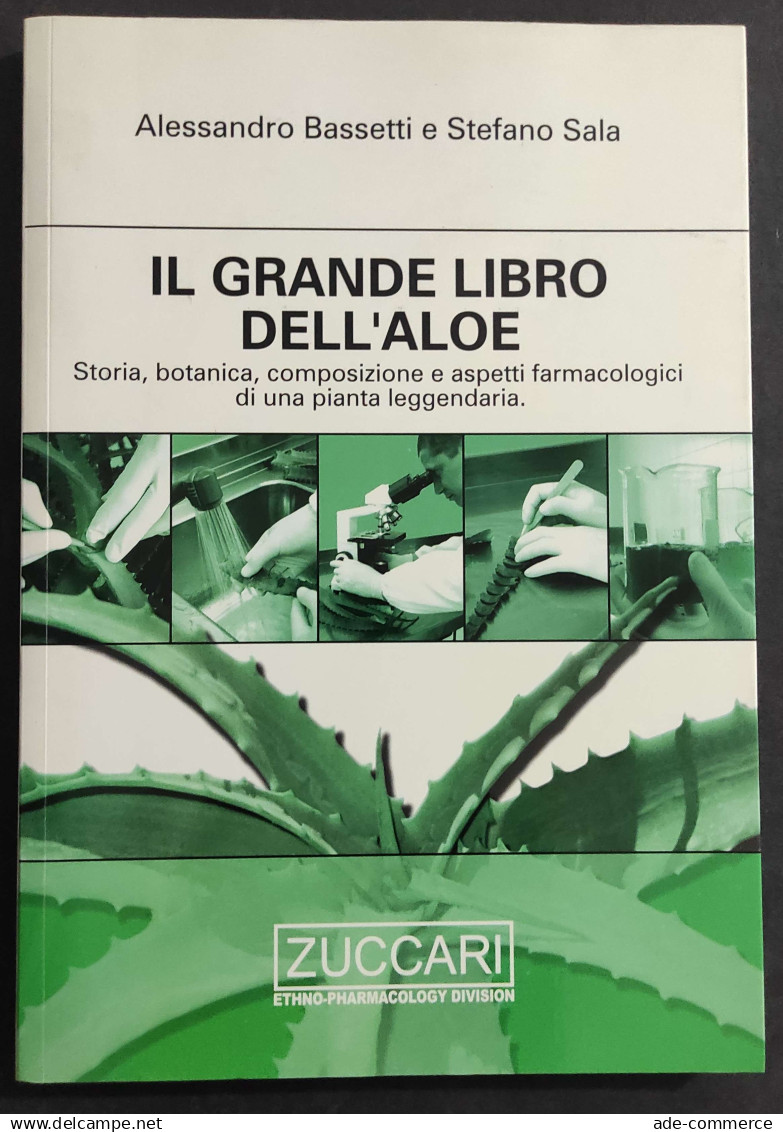 Alessandro Bassetti e Stefano Sala
IL GRANDE LIBRO
DELL'ALOE
Storia, botanica, composizione e aspetti farmacologici
di una pianta leggendaria.
ZUCCARI
ETHNO-PHARMACOLOGY DIVISION
www.delcampe.net
ade-commerce